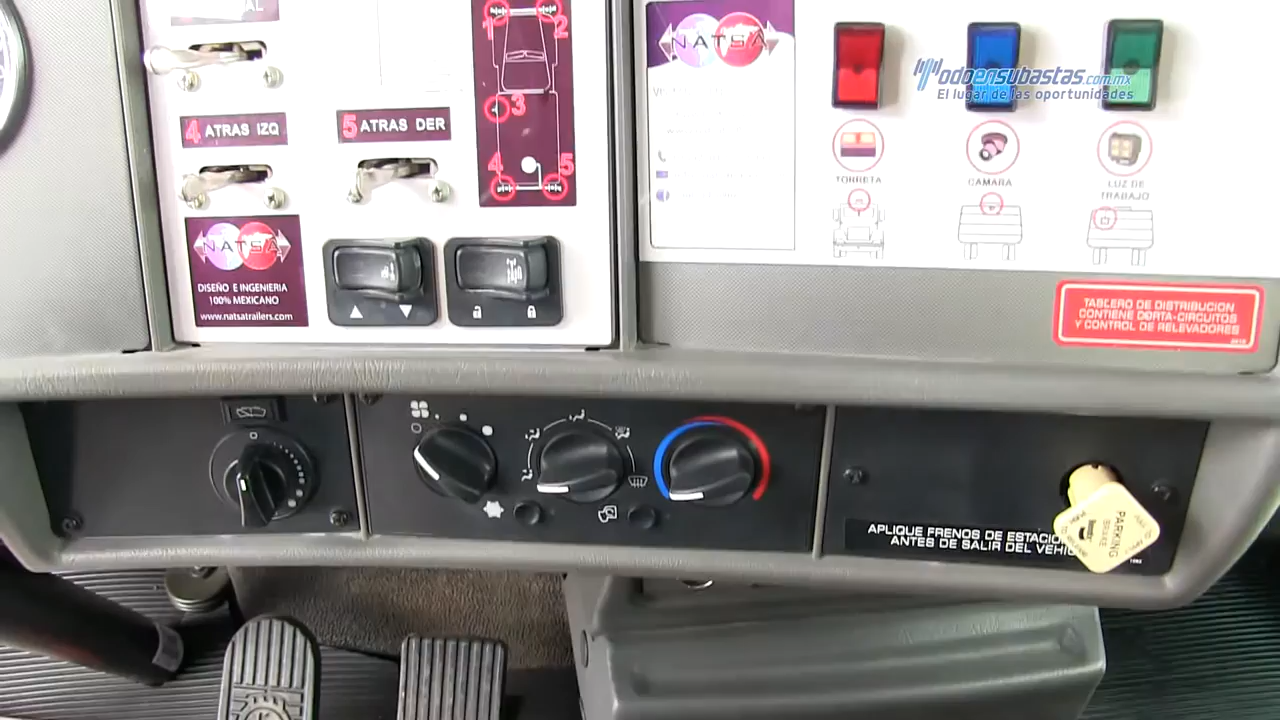 AL
1
2
3
4
5
4 ATRAS IZQ
5 ATRAS DER
NATSA
DISEÑO E INGENIERIA
100% MEXICANO
www.natsatrailers.com
NATSA
TORRETA
CAMARA
LUZ DE
TRABAJO
Todoensubastas.com.mx
El lugar de las oportunidades
TABLERO DE DISTRIBUCION
CONTIENE CORTA-CIRCUITOS
Y CONTROL DE RELEVADORES
APLIQUE FRENOS DE ESTACIO
ANTES DE SALIR DEL VEHIC
PARKING
BRAKE